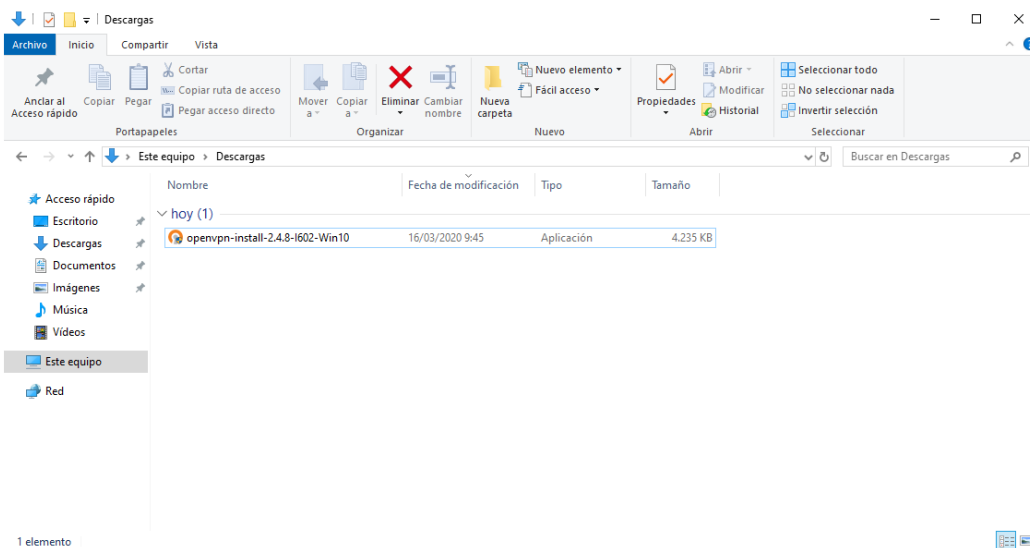 Descargas
Archivo Inicio Compartir Vista
Anclar al Acceso rápido
Copiar
Pegar
Cortar
Copiar ruta de acceso
Pegar acceso directo
Portapapeles
Mover a
Copiar a
Eliminar
Cambiar nombre
Organizar
Nueva carpeta
Nuevo elemento
Fácil acceso
Nuevo
Propiedades
Abrir
Modificar
Historial
Abrir
Seleccionar todo
No seleccionar nada
Invertir selección
Seleccionar
Este equipo > Descargas
Buscar en Descargas
Nombre Fecha de modificación Tipo Tamaño
hoy (1)
openvpn-install-2.4.8-I602-Win10 16/03/2020 9:45 Aplicación 4.235 KB
Acceso rápido
Escritorio
Descargas
Documentos
Imágenes
Música
Vídeos
Este equipo
Red
1 elemento